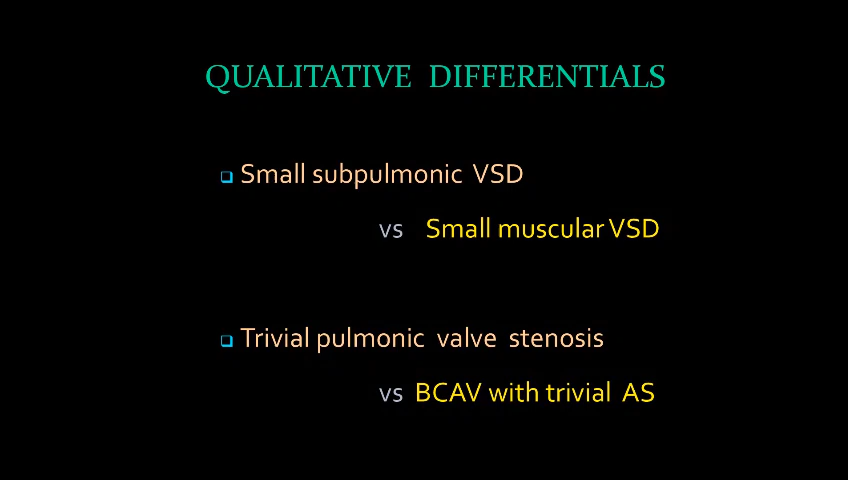 QUALITATIVE DIFFERENTIALS
Small subpulmonic VSD
vs Small muscular VSD
Trivial pulmonic valve stenosis
vs BCAV with trivial AS